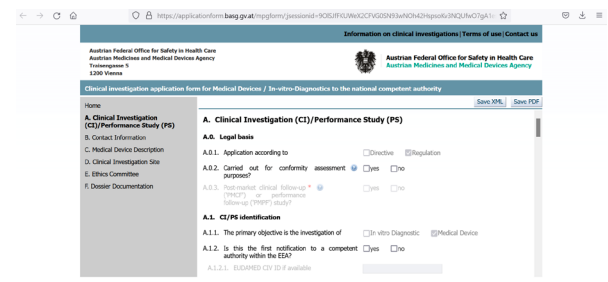 https://applicationform.basg.gv.at/mpgform/
Information on clinical investigations | Terms of use | Contact us
Austrian Federal Office for Safety in Health Care
Austrian Medicines and Medical Devices Agency
Traisengasse 5
1200 Vienna
Austrian Federal Office for Safety in Health Care
Austrian Medicines and Medical Devices Agency
Clinical investigation application form for Medical Devices / In-vitro-Diagnostics to the national competent authority
Save XML Save PDF
Home
A. Clinical Investigation
(CI)/Performance Study (PS)
B. Contact Information
C. Medical Device Description
D. Clinical Investigation Site
E. Ethics Committee
F. Dossier Documentation
A. Clinical Investigation (CI)/Performance Study (PS)
A.0. Legal basis
A.0.1. Application according to Directive Regulation
A.0.2. Carried out for conformity assessment yes no
purposes?
A.0.3. Post-market clinical follow-up * yes no
("PMCF") or performance
follow-up ("PMPF") study?
A.1. CI/PS identification
A.1.1. The primary objective is the investigation of In vitro Diagnostic Medical Device
A.1.2. Is this the first notification to a competent yes no
authority within the EEA?
A.1.2.1. EUDAMED CIV ID if available